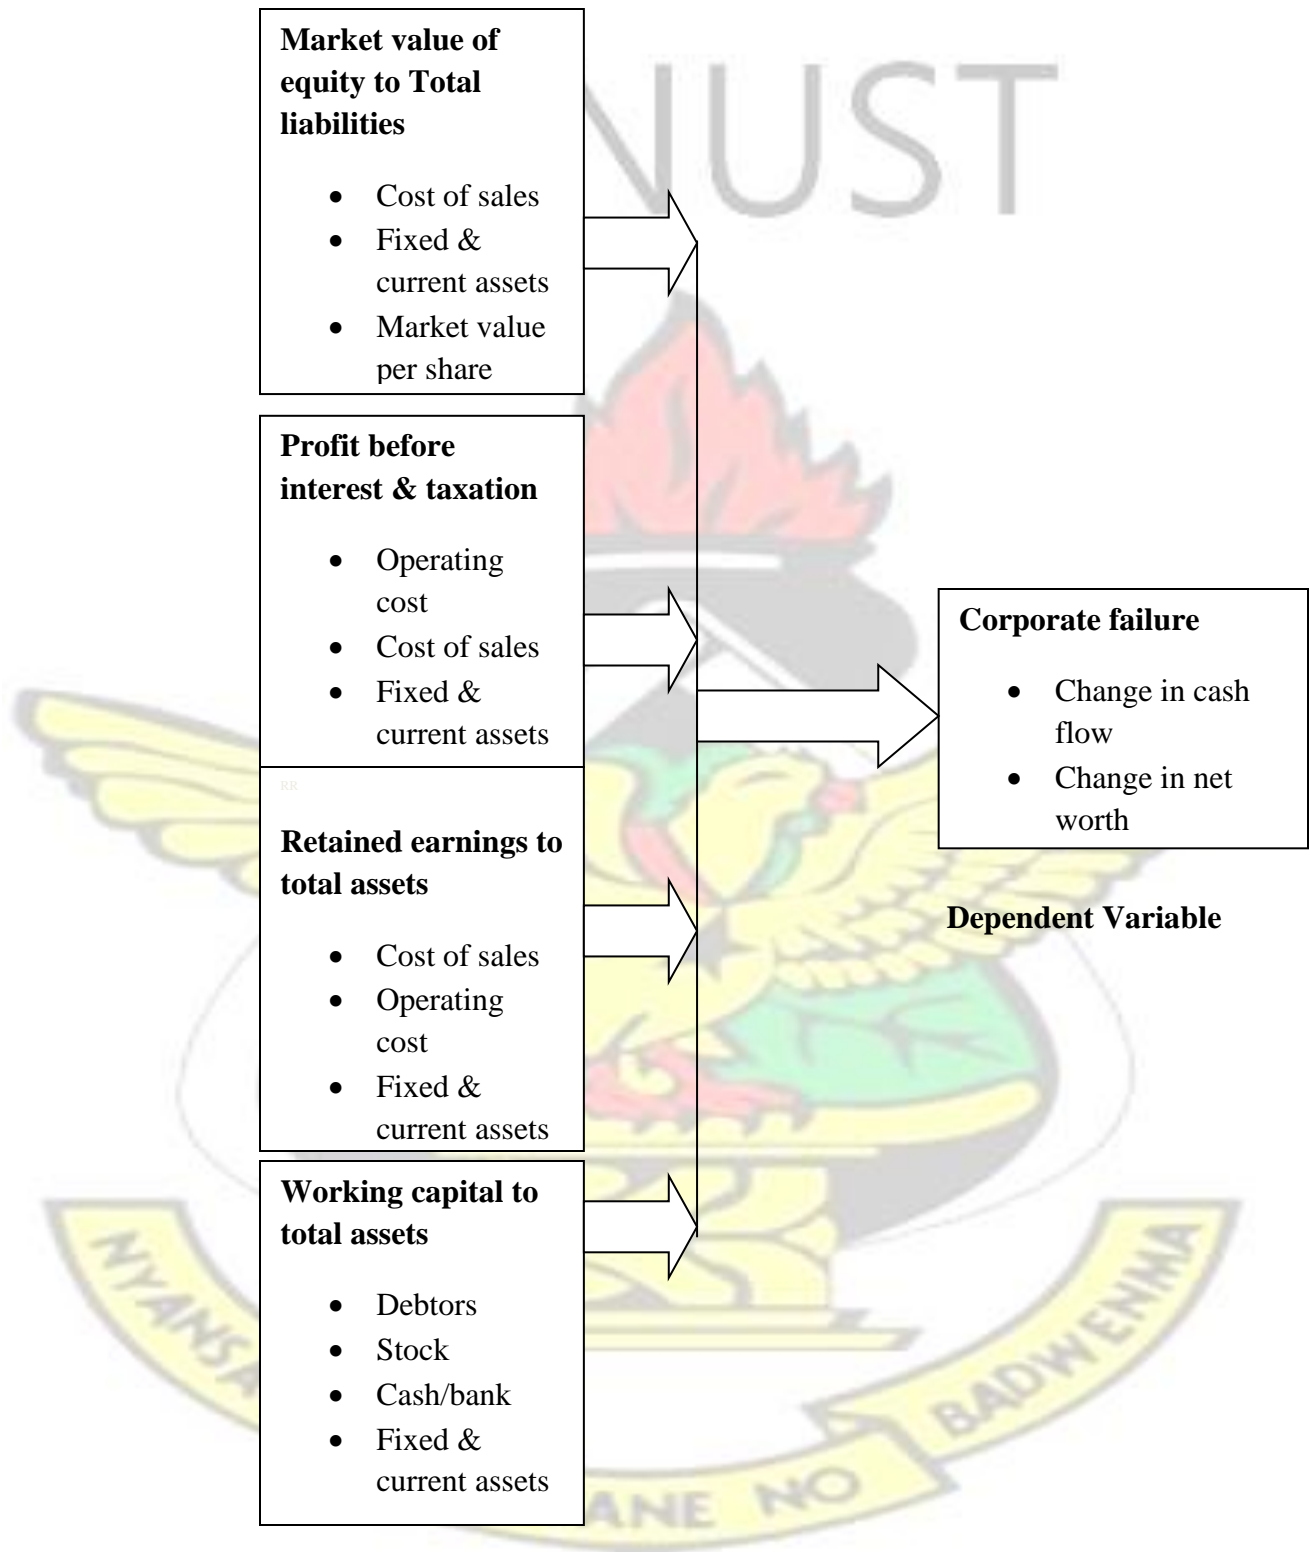 NUST
Market value of
equity to Total
liabilities
• Cost of sales
• Fixed &
current assets
• Market value
per share
Profit before
interest & taxation
• Operating
cost
• Cost of sales
• Fixed &
current assets
RR
Retained earnings to
total assets
• Cost of sales
• Operating
cost
• Fixed &
current assets
Working capital to
total assets
• Debtors
• Stock
• Cash/bank
• Fixed &
current assets
Corporate failure
• Change in cash
flow
• Change in net
worth
Dependent Variable
NYANSA
ANE NO
BADWENMA